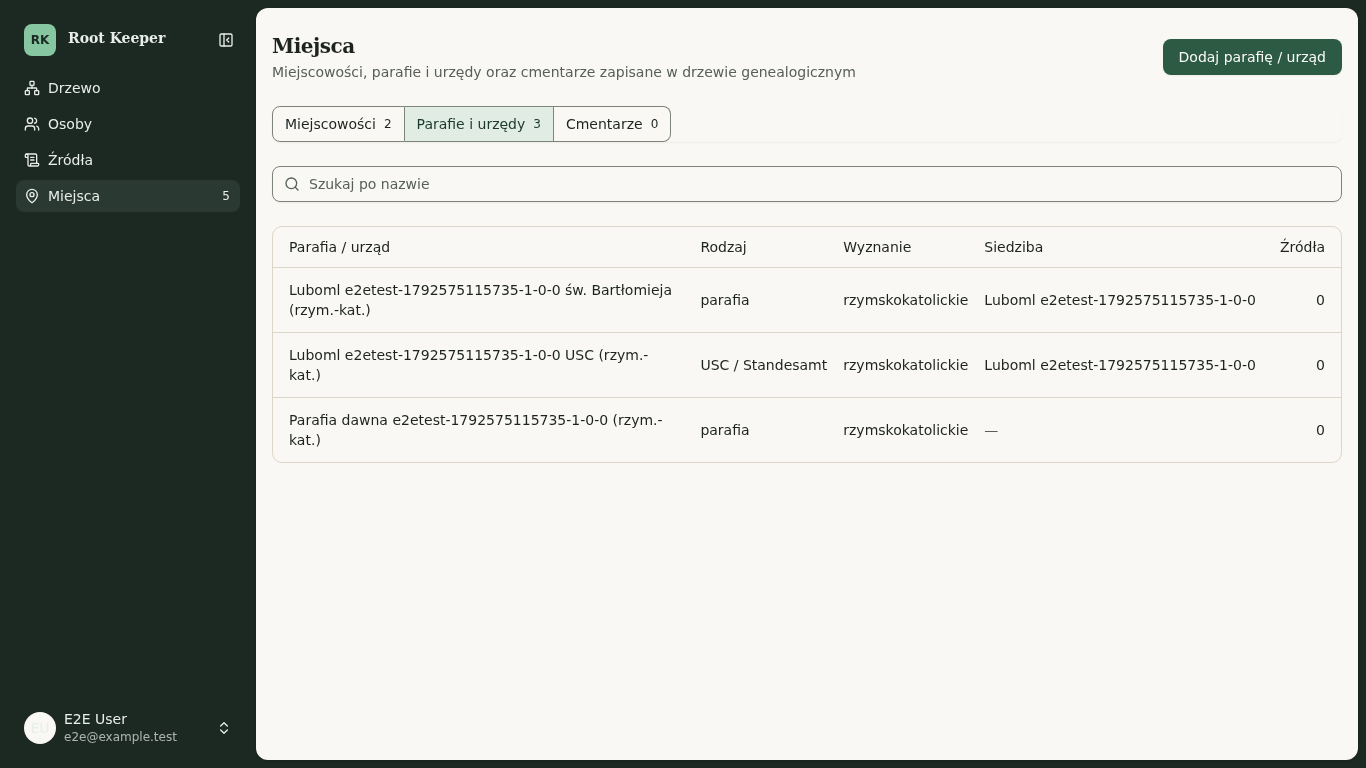 RK
Root Keeper
Drzewo
Osoby
Źródła
Miejsca 5
E2E User
e2e@example.test
Miejsca
Miejscowości, parafie i urzędy oraz cmentarze zapisane w drzewie genealogicznym
Dodaj parafię / urząd
Miejscowości 2 Parafie i urzędy 3 Cmentarze 0
Szukaj po nazwie
Parafia / urząd Rodzaj Wyznanie Siedziba Źródła
Luboml e2etest-1792575115735-1-0-0 św. Bartłomieja
(rzym.-kat.)
parafia rzymskokatolickie Luboml e2etest-1792575115735-1-0-0 0
Luboml e2etest-1792575115735-1-0-0 USC (rzym.-
kat.)
USC / Standesamt rzymskokatolickie Luboml e2etest-1792575115735-1-0-0 0
Parafia dawna e2etest-1792575115735-1-0-0 (rzym.-
kat.)
parafia rzymskokatolickie — 0